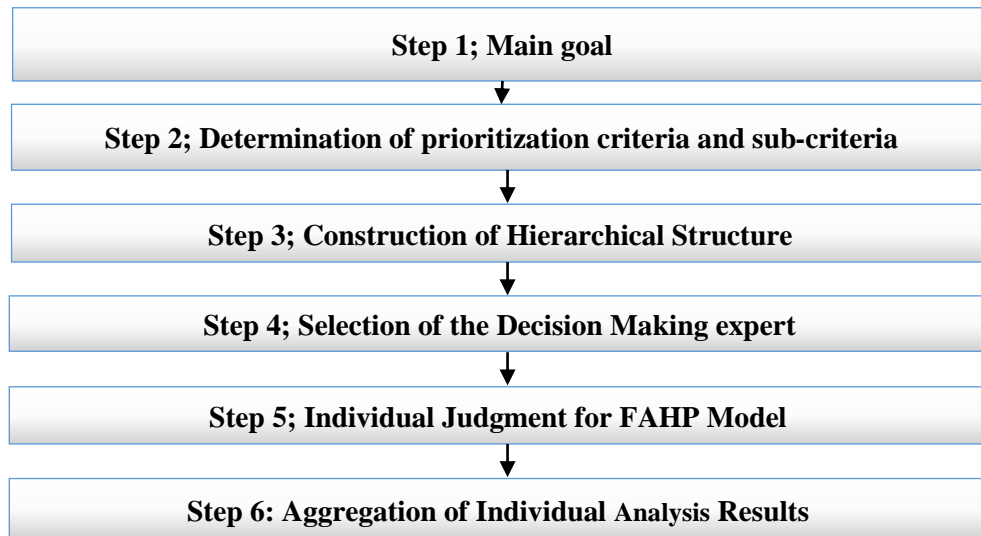 Step 1; Main goal
Step 2; Determination of prioritization criteria and sub-criteria
Step 3; Construction of Hierarchical Structure
Step 4; Selection of the Decision Making expert
Step 5; Individual Judgment for FAHP Model
Step 6: Aggregation of Individual Analysis Results